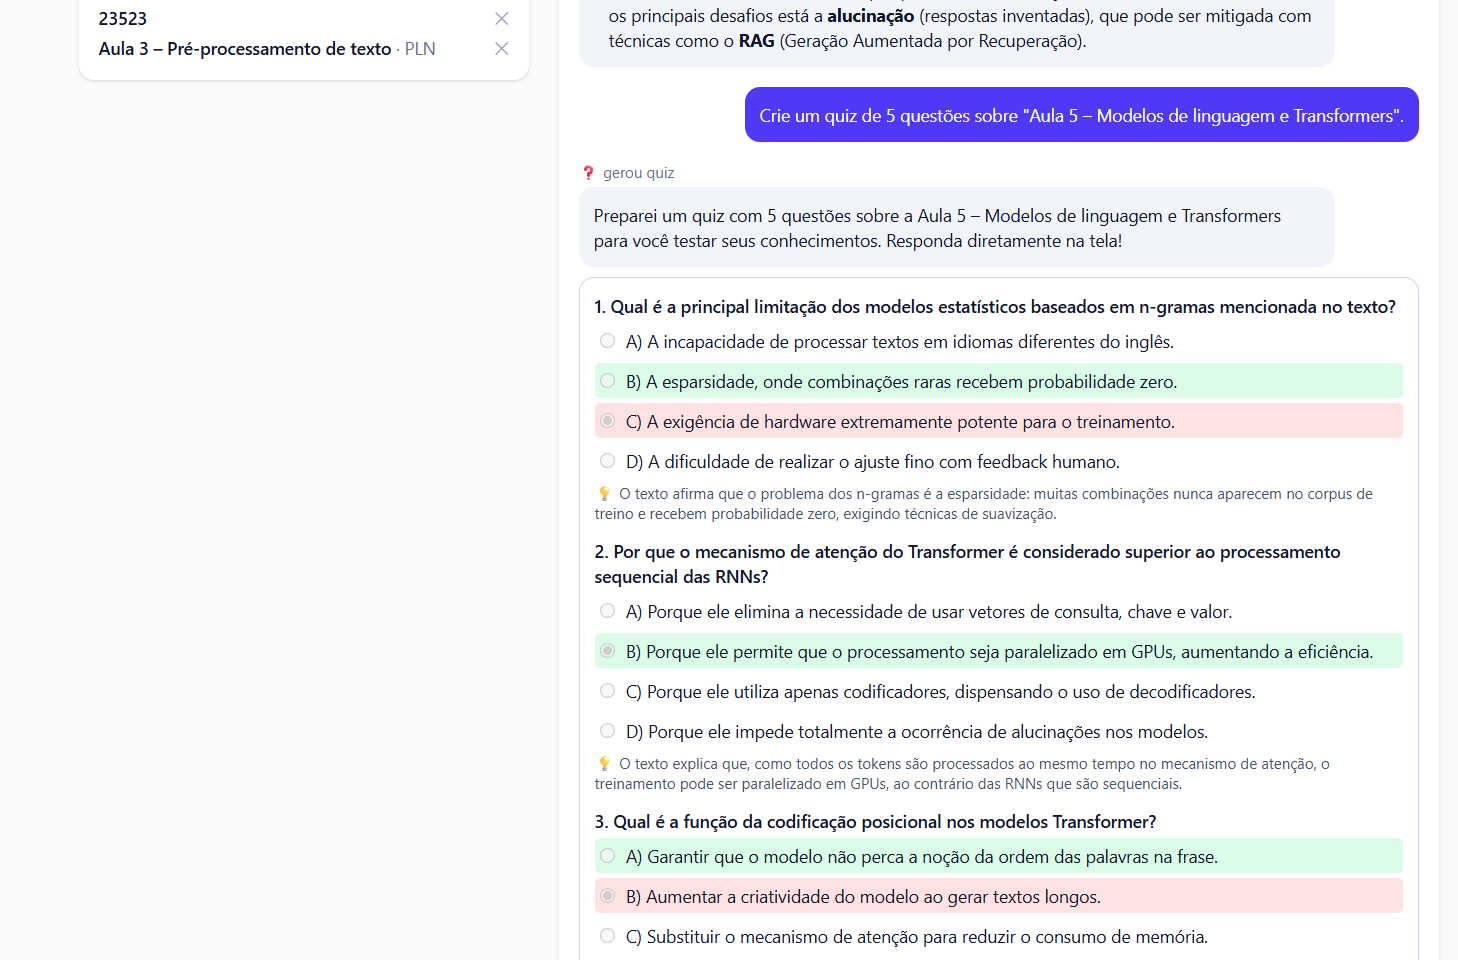 23523
Aula 3 – Pré-processamento de texto · PLN
os principais desafios está a alucinação (respostas inventadas), que pode ser mitigada com
técnicas como o RAG (Geração Aumentada por Recuperação).
Crie um quiz de 5 questões sobre "Aula 5 – Modelos de linguagem e Transformers".
❓ gerou quiz
Preparei um quiz com 5 questões sobre a Aula 5 – Modelos de linguagem e Transformers
para você testar seus conhecimentos. Responda diretamente na tela!
1. Qual é a principal limitação dos modelos estatísticos baseados em n-gramas mencionada no texto?
A) A incapacidade de processar textos em idiomas diferentes do inglês.
B) A esparsidade, onde combinações raras recebem probabilidade zero.
C) A exigência de hardware extremamente potente para o treinamento.
D) A dificuldade de realizar o ajuste fino com feedback humano.
💡 O texto afirma que o problema dos n-gramas é a esparsidade: muitas combinações nunca aparecem no corpus de
treino e recebem probabilidade zero, exigindo técnicas de suavização.
2. Por que o mecanismo de atenção do Transformer é considerado superior ao processamento
sequencial das RNNs?
A) Porque ele elimina a necessidade de usar vetores de consulta, chave e valor.
B) Porque ele permite que o processamento seja paralelizado em GPUs, aumentando a eficiência.
C) Porque ele utiliza apenas codificadores, dispensando o uso de decodificadores.
D) Porque ele impede totalmente a ocorrência de alucinações nos modelos.
💡 O texto explica que, como todos os tokens são processados ao mesmo tempo no mecanismo de atenção, o
treinamento pode ser paralelizado em GPUs, ao contrário das RNNs que são sequenciais.
3. Qual é a função da codificação posicional nos modelos Transformer?
A) Garantir que o modelo não perca a noção da ordem das palavras na frase.
B) Aumentar a criatividade do modelo ao gerar textos longos.
C) Substituir o mecanismo de atenção para reduzir o consumo de memória.